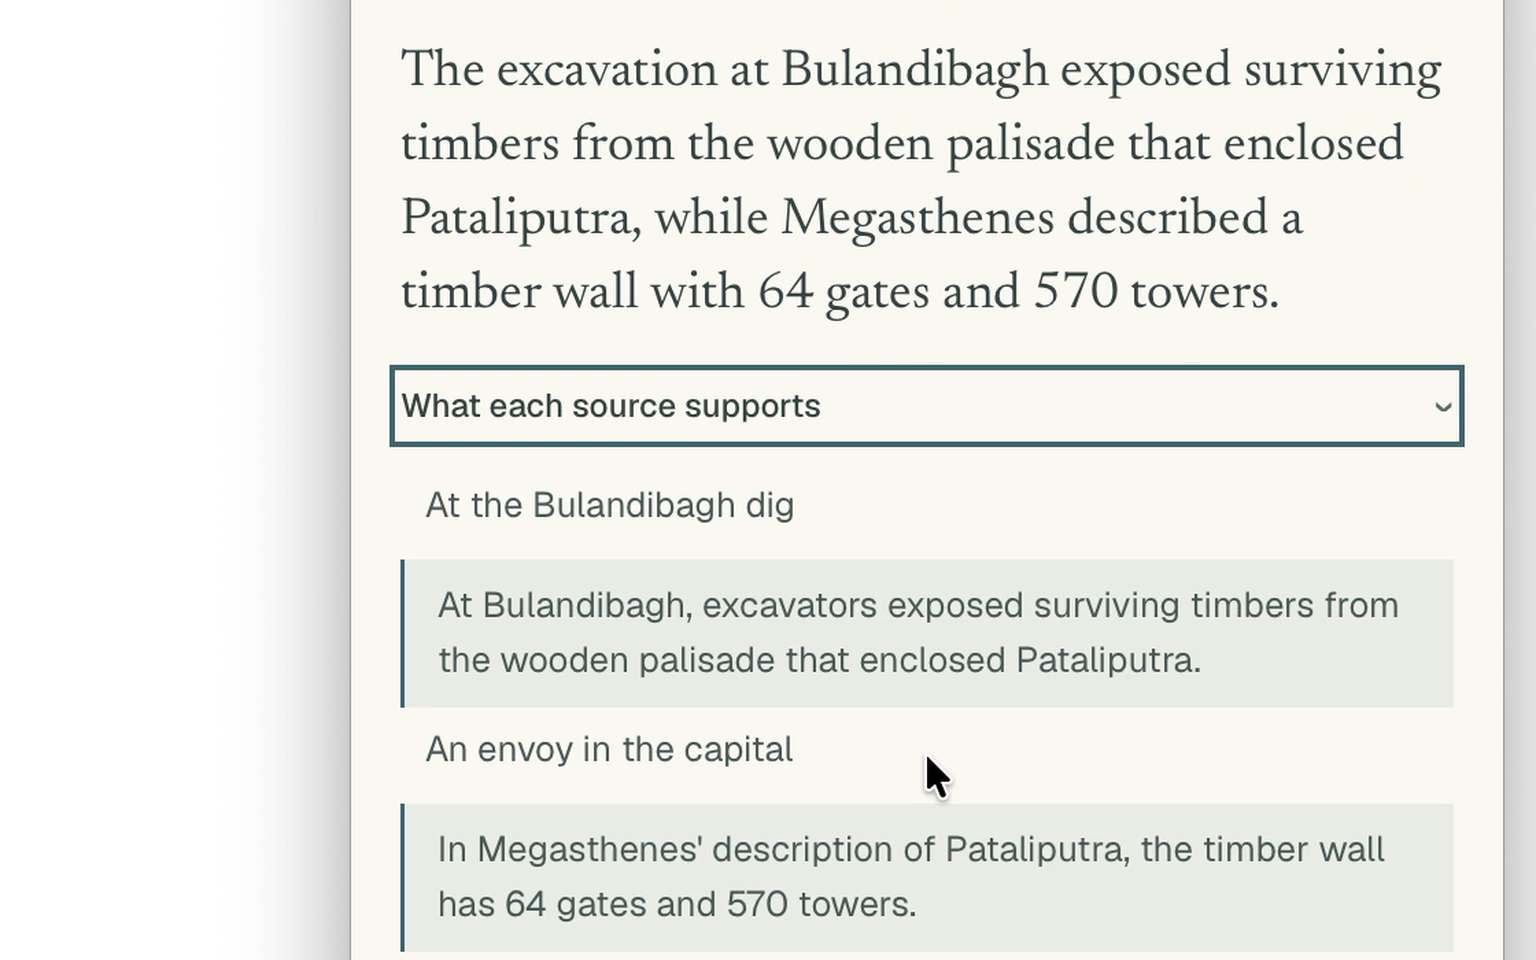 The excavation at Bulandibagh exposed surviving
timbers from the wooden palisade that enclosed
Pataliputra, while Megasthenes described a
timber wall with 64 gates and 570 towers.
What each source supports
At the Bulandibagh dig
At Bulandibagh, excavators exposed surviving timbers from
the wooden palisade that enclosed Pataliputra.
An envoy in the capital
In Megasthenes' description of Pataliputra, the timber wall
has 64 gates and 570 towers.